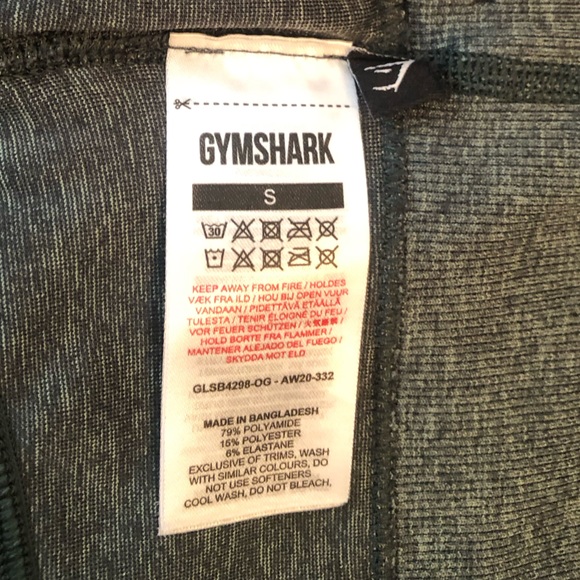 GYMSHARK
S
30
KEEP AWAY FROM FIRE / HOLDES
VÆK FRA ILD / HOU BIJ OPEN VUUR
VANDAAN / PIDETTÄVÄ ETÄÄLLÄ
TULESTA / TENIR ÉLOIGNÉ DU FEU /
VOR FEUER SCHÜTZEN / 火気厳禁 /
HOLD BORTE FRA FLAMMER /
MANTENER ALEJADO DEL FUEGO /
SKYDDA MOT ELD
GLSB4298-OG - AW20-332
MADE IN BANGLADESH
79% POLYAMIDE
15% POLYESTER
6% ELASTANE
EXCLUSIVE OF TRIMS, WASH
WITH SIMILAR COLOURS, DO
NOT USE SOFTENERS
COOL WASH, DO NOT BLEACH,